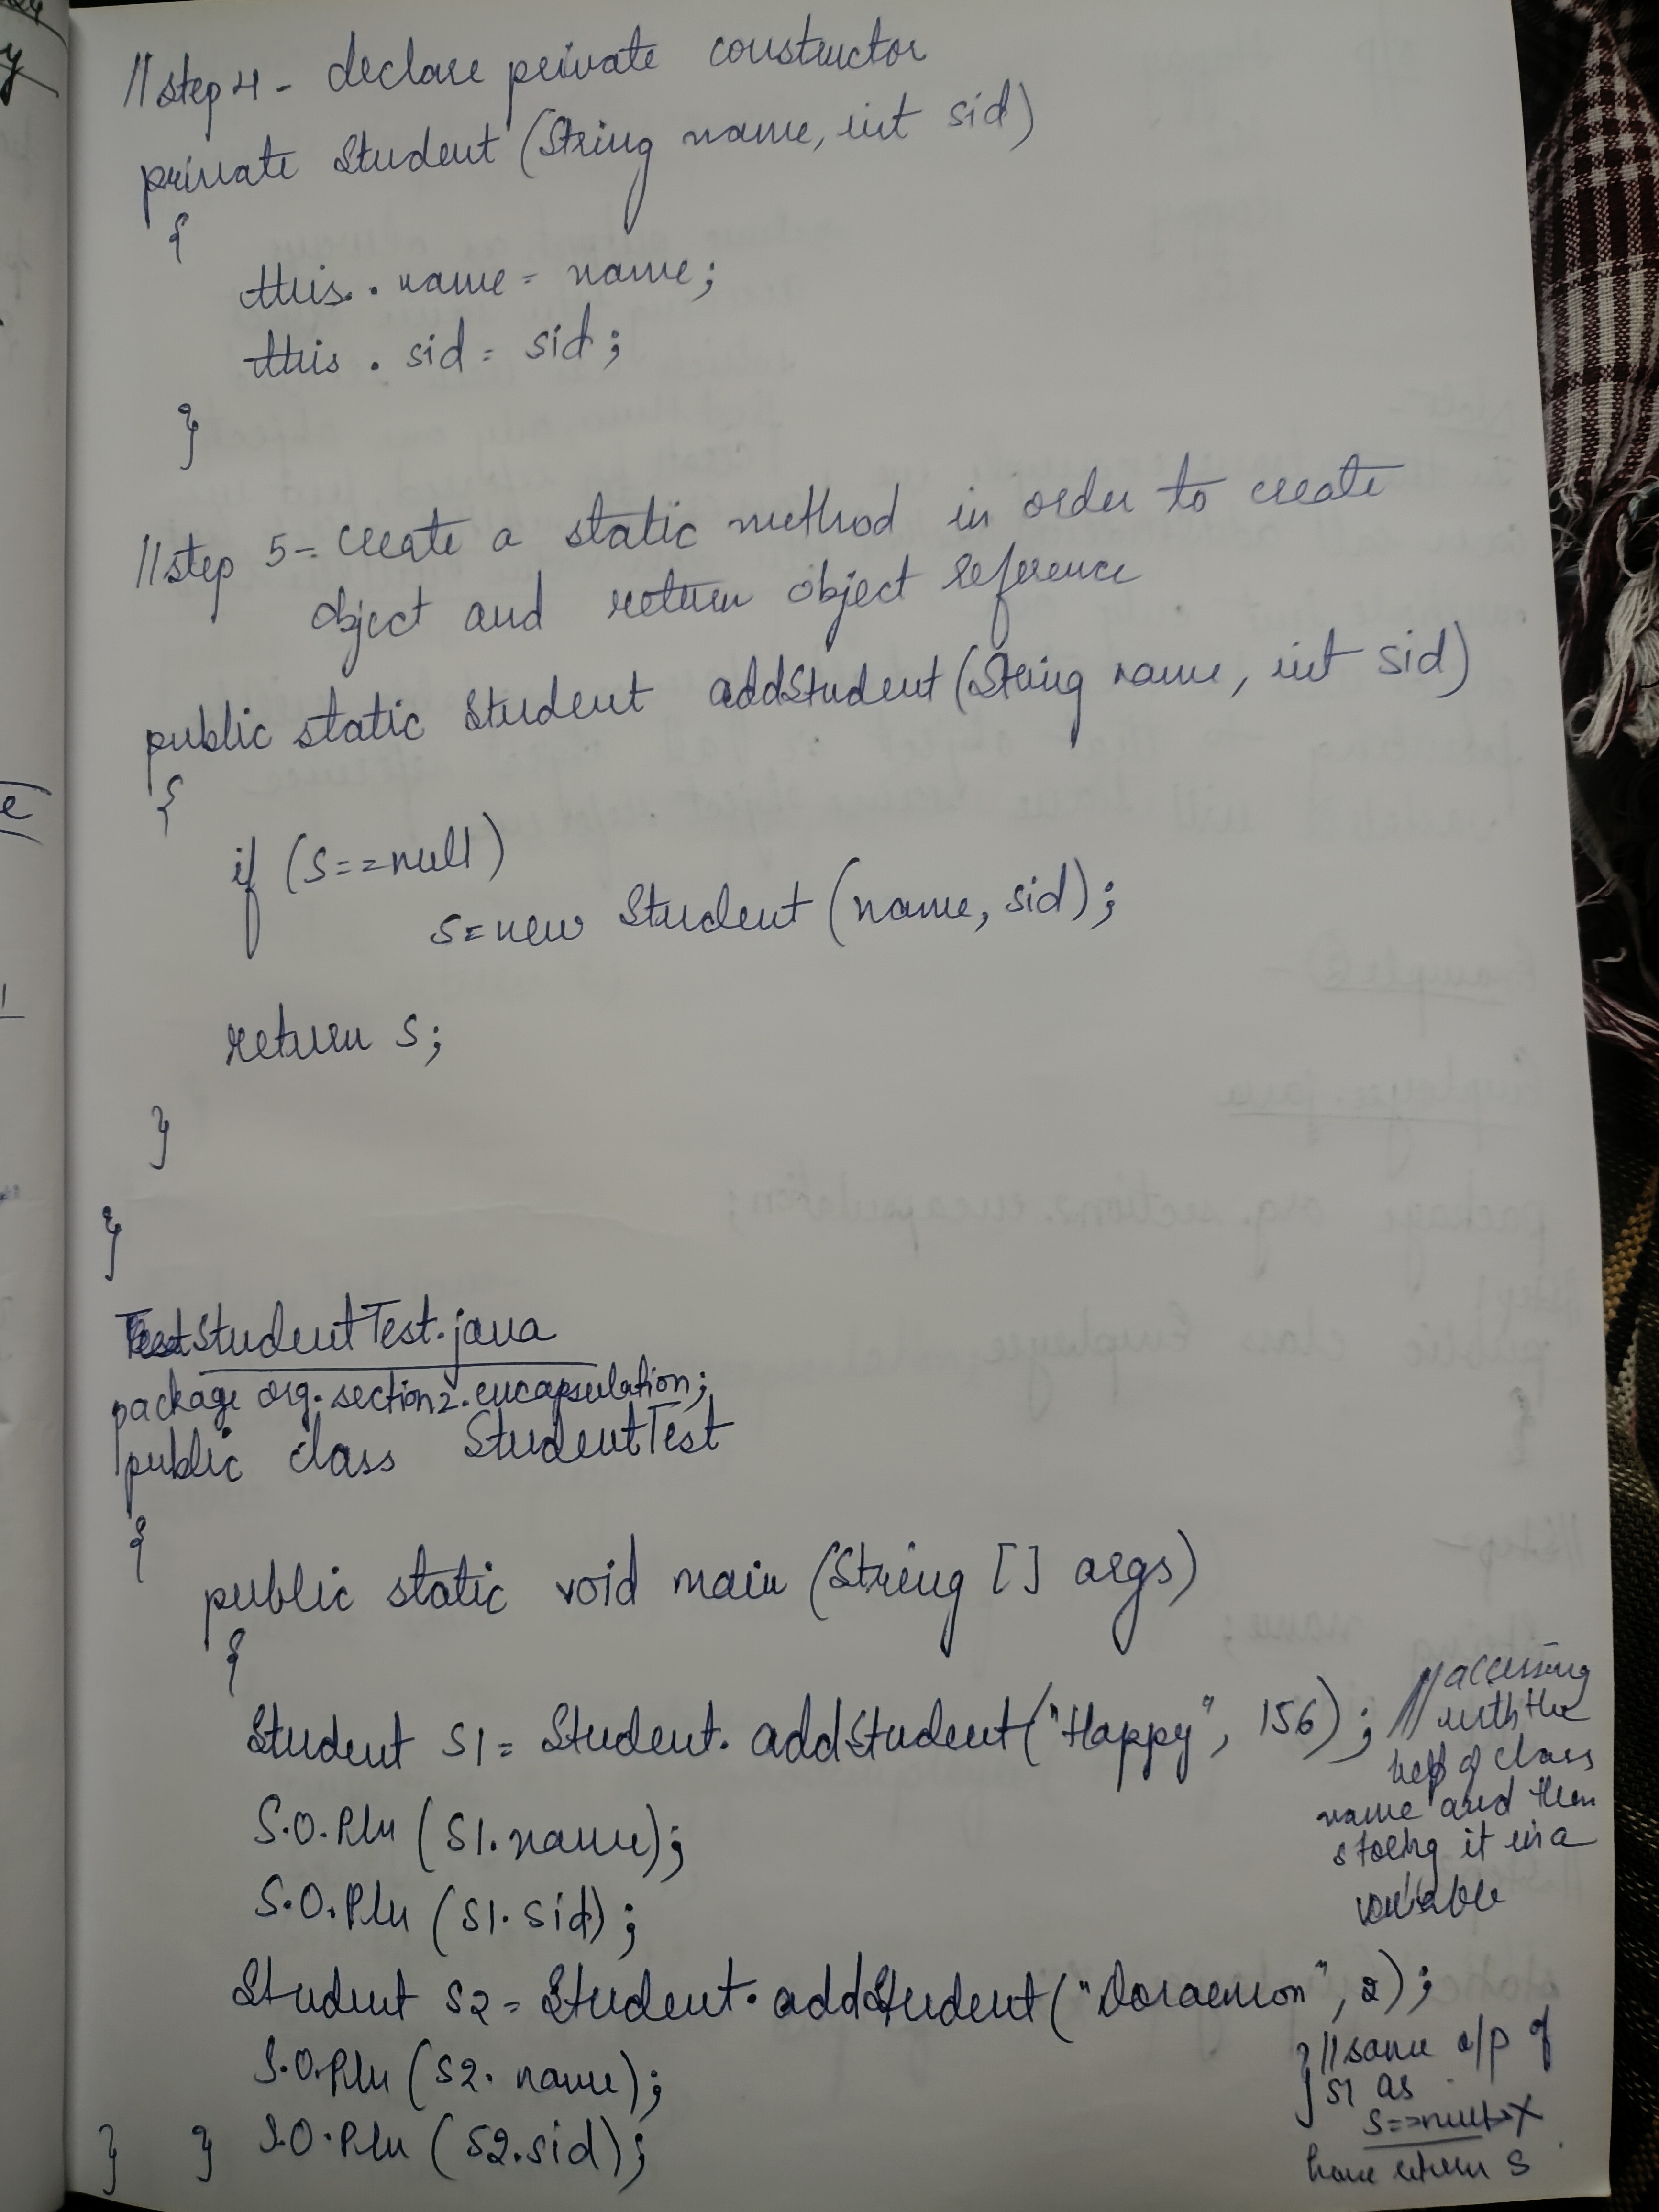 //step 4 - declare private constructor
private Student (String name, int sid)
{
this. . name = name;
this . sid = sid;
}
//step 5 - create a static method in order to create
object and return object reference
public static Student addStudent (String name, int sid)
{
if (s==null)
s=new Student (name, sid);
return s;
}
}
StudentTest.java
package org.section2.encapsulation;
public class StudentTest
{
public static void main (String [] args)
{
Student s1 = Student. addStudent ("Happy", 156); // accessing
with the
help of class
name and then
storing it in a
variable
S.O.Pln (s1.name);
S.O.Pln (s1.sid);
Student s2 = Student.addStudent ("Doraemon", 2);
S.O.Pln (s2. name);
} } S.O.Pln (s2.sid);
} // same o/p of
s1 as
s==null→X
hence return s